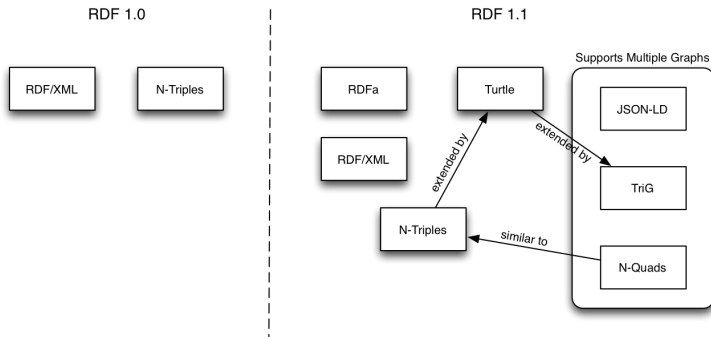 RDF 1.0
RDF 1.1
Supports Multiple Graphs
RDF/XML
N-Triples
RDFa
Turtle
JSON-LD
extended by
extended by
RDF/XML
TriG
N-Triples
similar to
N-Quads